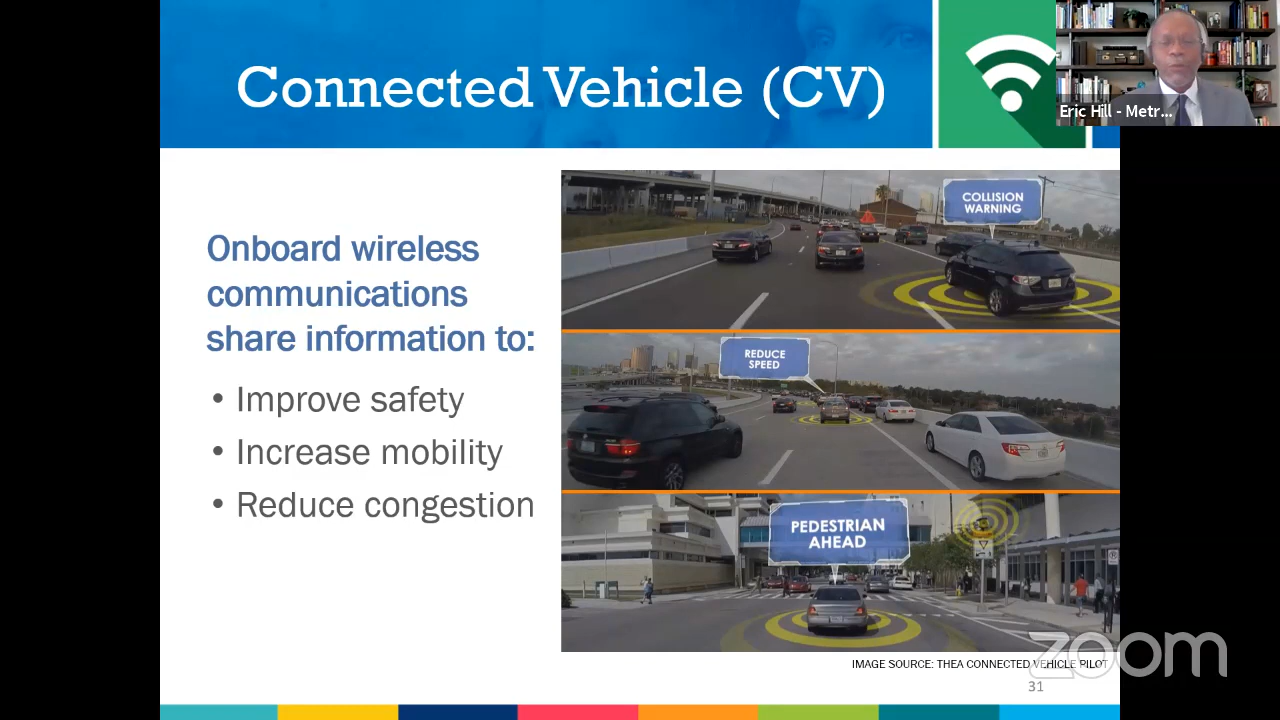 Connected Vehicle (CV)
Eric Hill - Metr...
Onboard wireless
communications
share information to:
• Improve safety
• Increase mobility
• Reduce congestion
COLLISION
WARNING
REDUCE
SPEED
PEDESTRIAN
AHEAD
IMAGE SOURCE: THEA CONNECTED VEHICLE PILOT
zoom
31